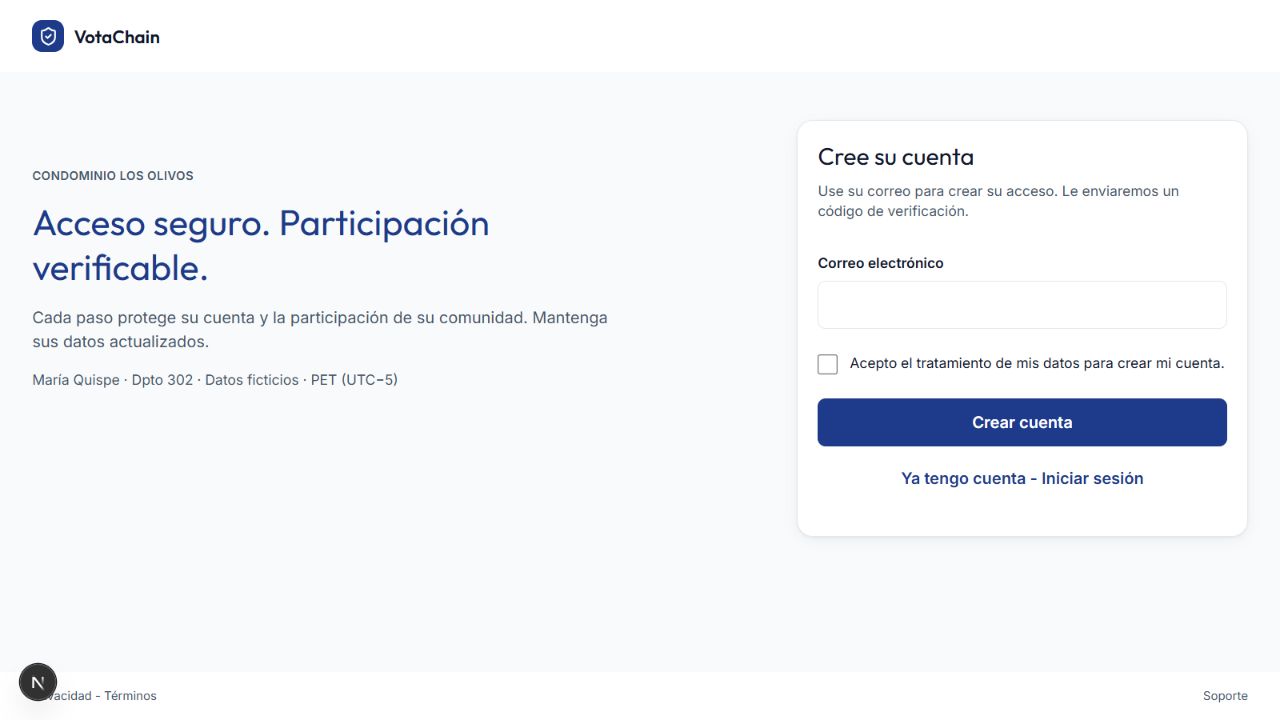 VotaChain
CONDOMINIO LOS OLIVOS
Acceso seguro. Participación
verificable.
Cada paso protege su cuenta y la participación de su comunidad. Mantenga
sus datos actualizados.
María Quispe · Dpto 302 · Datos ficticios · PET (UTC−5)
Cree su cuenta
Use su correo para crear su acceso. Le enviaremos un
código de verificación.
Correo electrónico
Acepto el tratamiento de mis datos para crear mi cuenta.
Crear cuenta
Ya tengo cuenta - Iniciar sesión
N
vacidad - Términos
Soporte